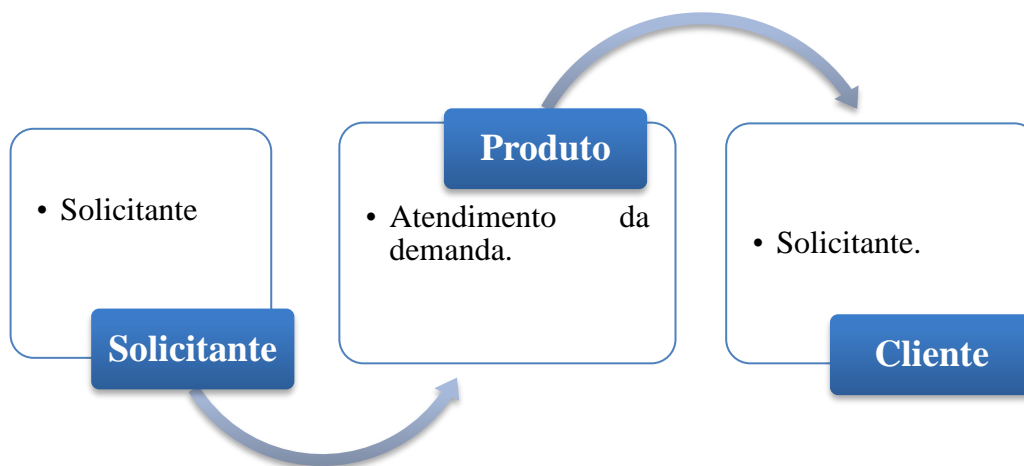 • Solicitante
Solicitante
Produto
• Atendimento da
demanda.
• Solicitante.
Cliente